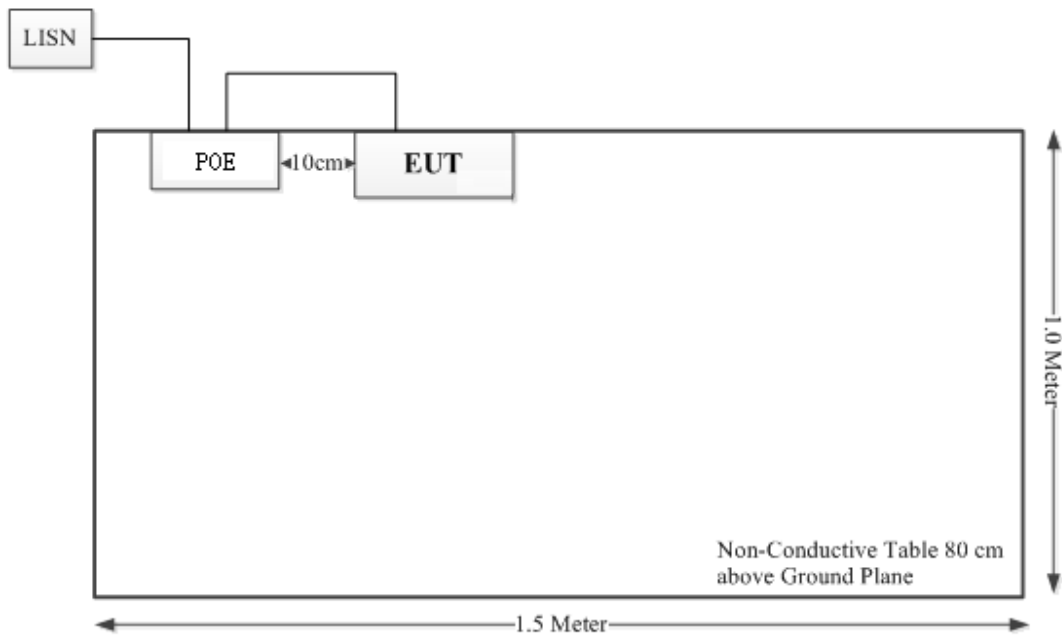 LISN
POE
10cm
EUT
1.0 Meter
Non-Conductive Table 80 cm
above Ground Plane
1.5 Meter